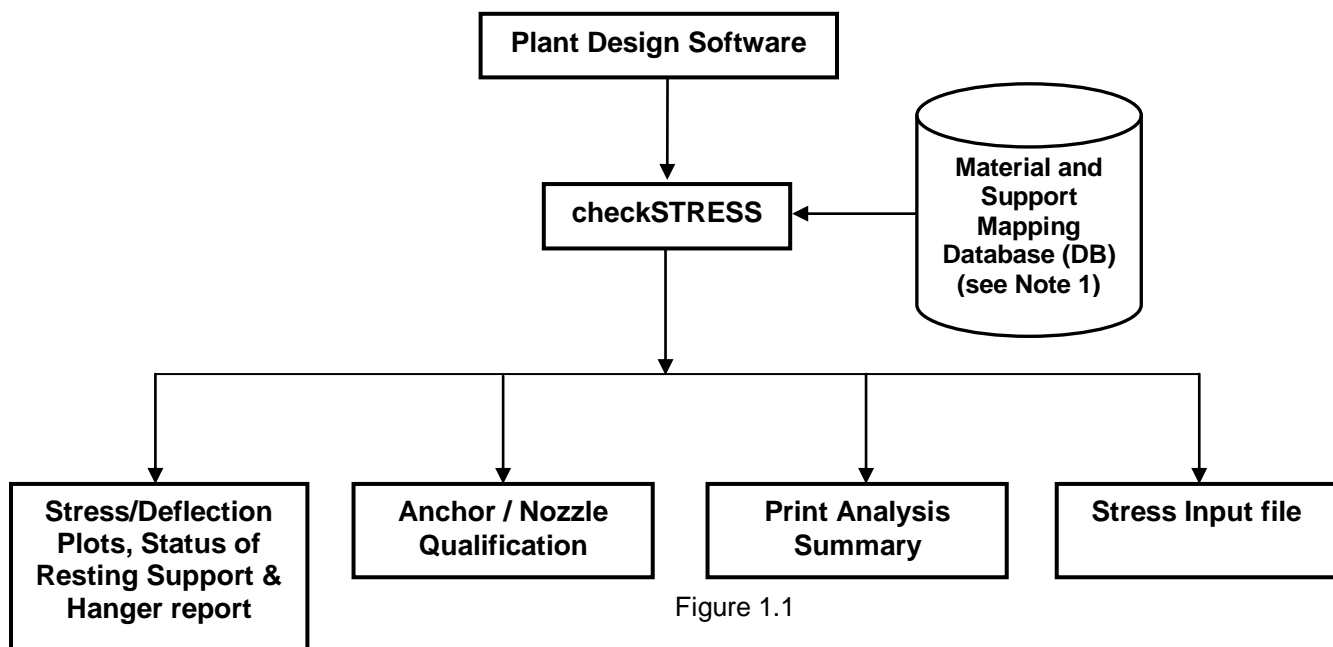 Plant Design Software
Material and
Support
Mapping
Database (DB)
(see Note 1)
checkSTRESS
Stress/Deflection
Plots, Status of
Resting Support &
Hanger report
Anchor / Nozzle
Qualification
Print Analysis
Summary
Stress Input file
Figure 1.1